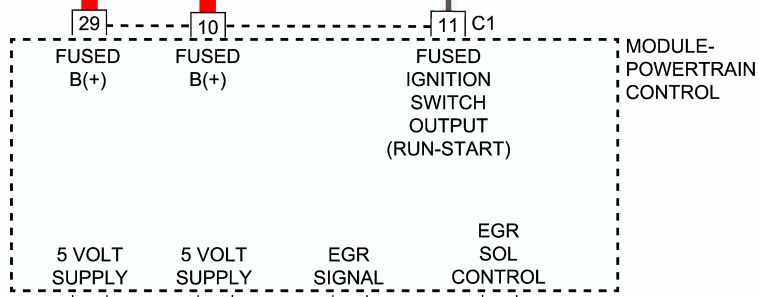 29
10
11 C1
FUSED
B(+)
FUSED
B(+)
FUSED
IGNITION
SWITCH
OUTPUT
(RUN-START)
MODULE-
POWERTRAIN
CONTROL
5 VOLT
SUPPLY
5 VOLT
SUPPLY
EGR
SIGNAL
EGR
SOL
CONTROL